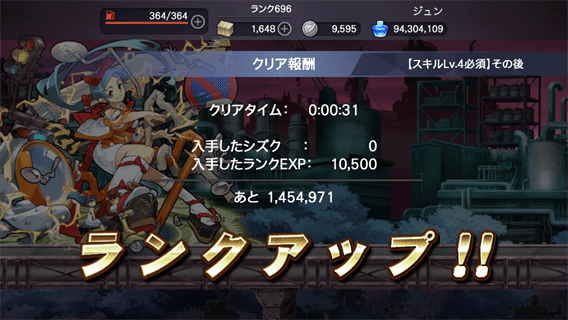 ランク696
ジュン
364/364
1,648
9,595
94,304,109
クリア報酬
【スキルLv.4必須】その後
クリアタイム： 0:00:31
入手したシズク ： 0
入手したランクEXP： 10,500
あと 1,454,971
ランクアップ!!